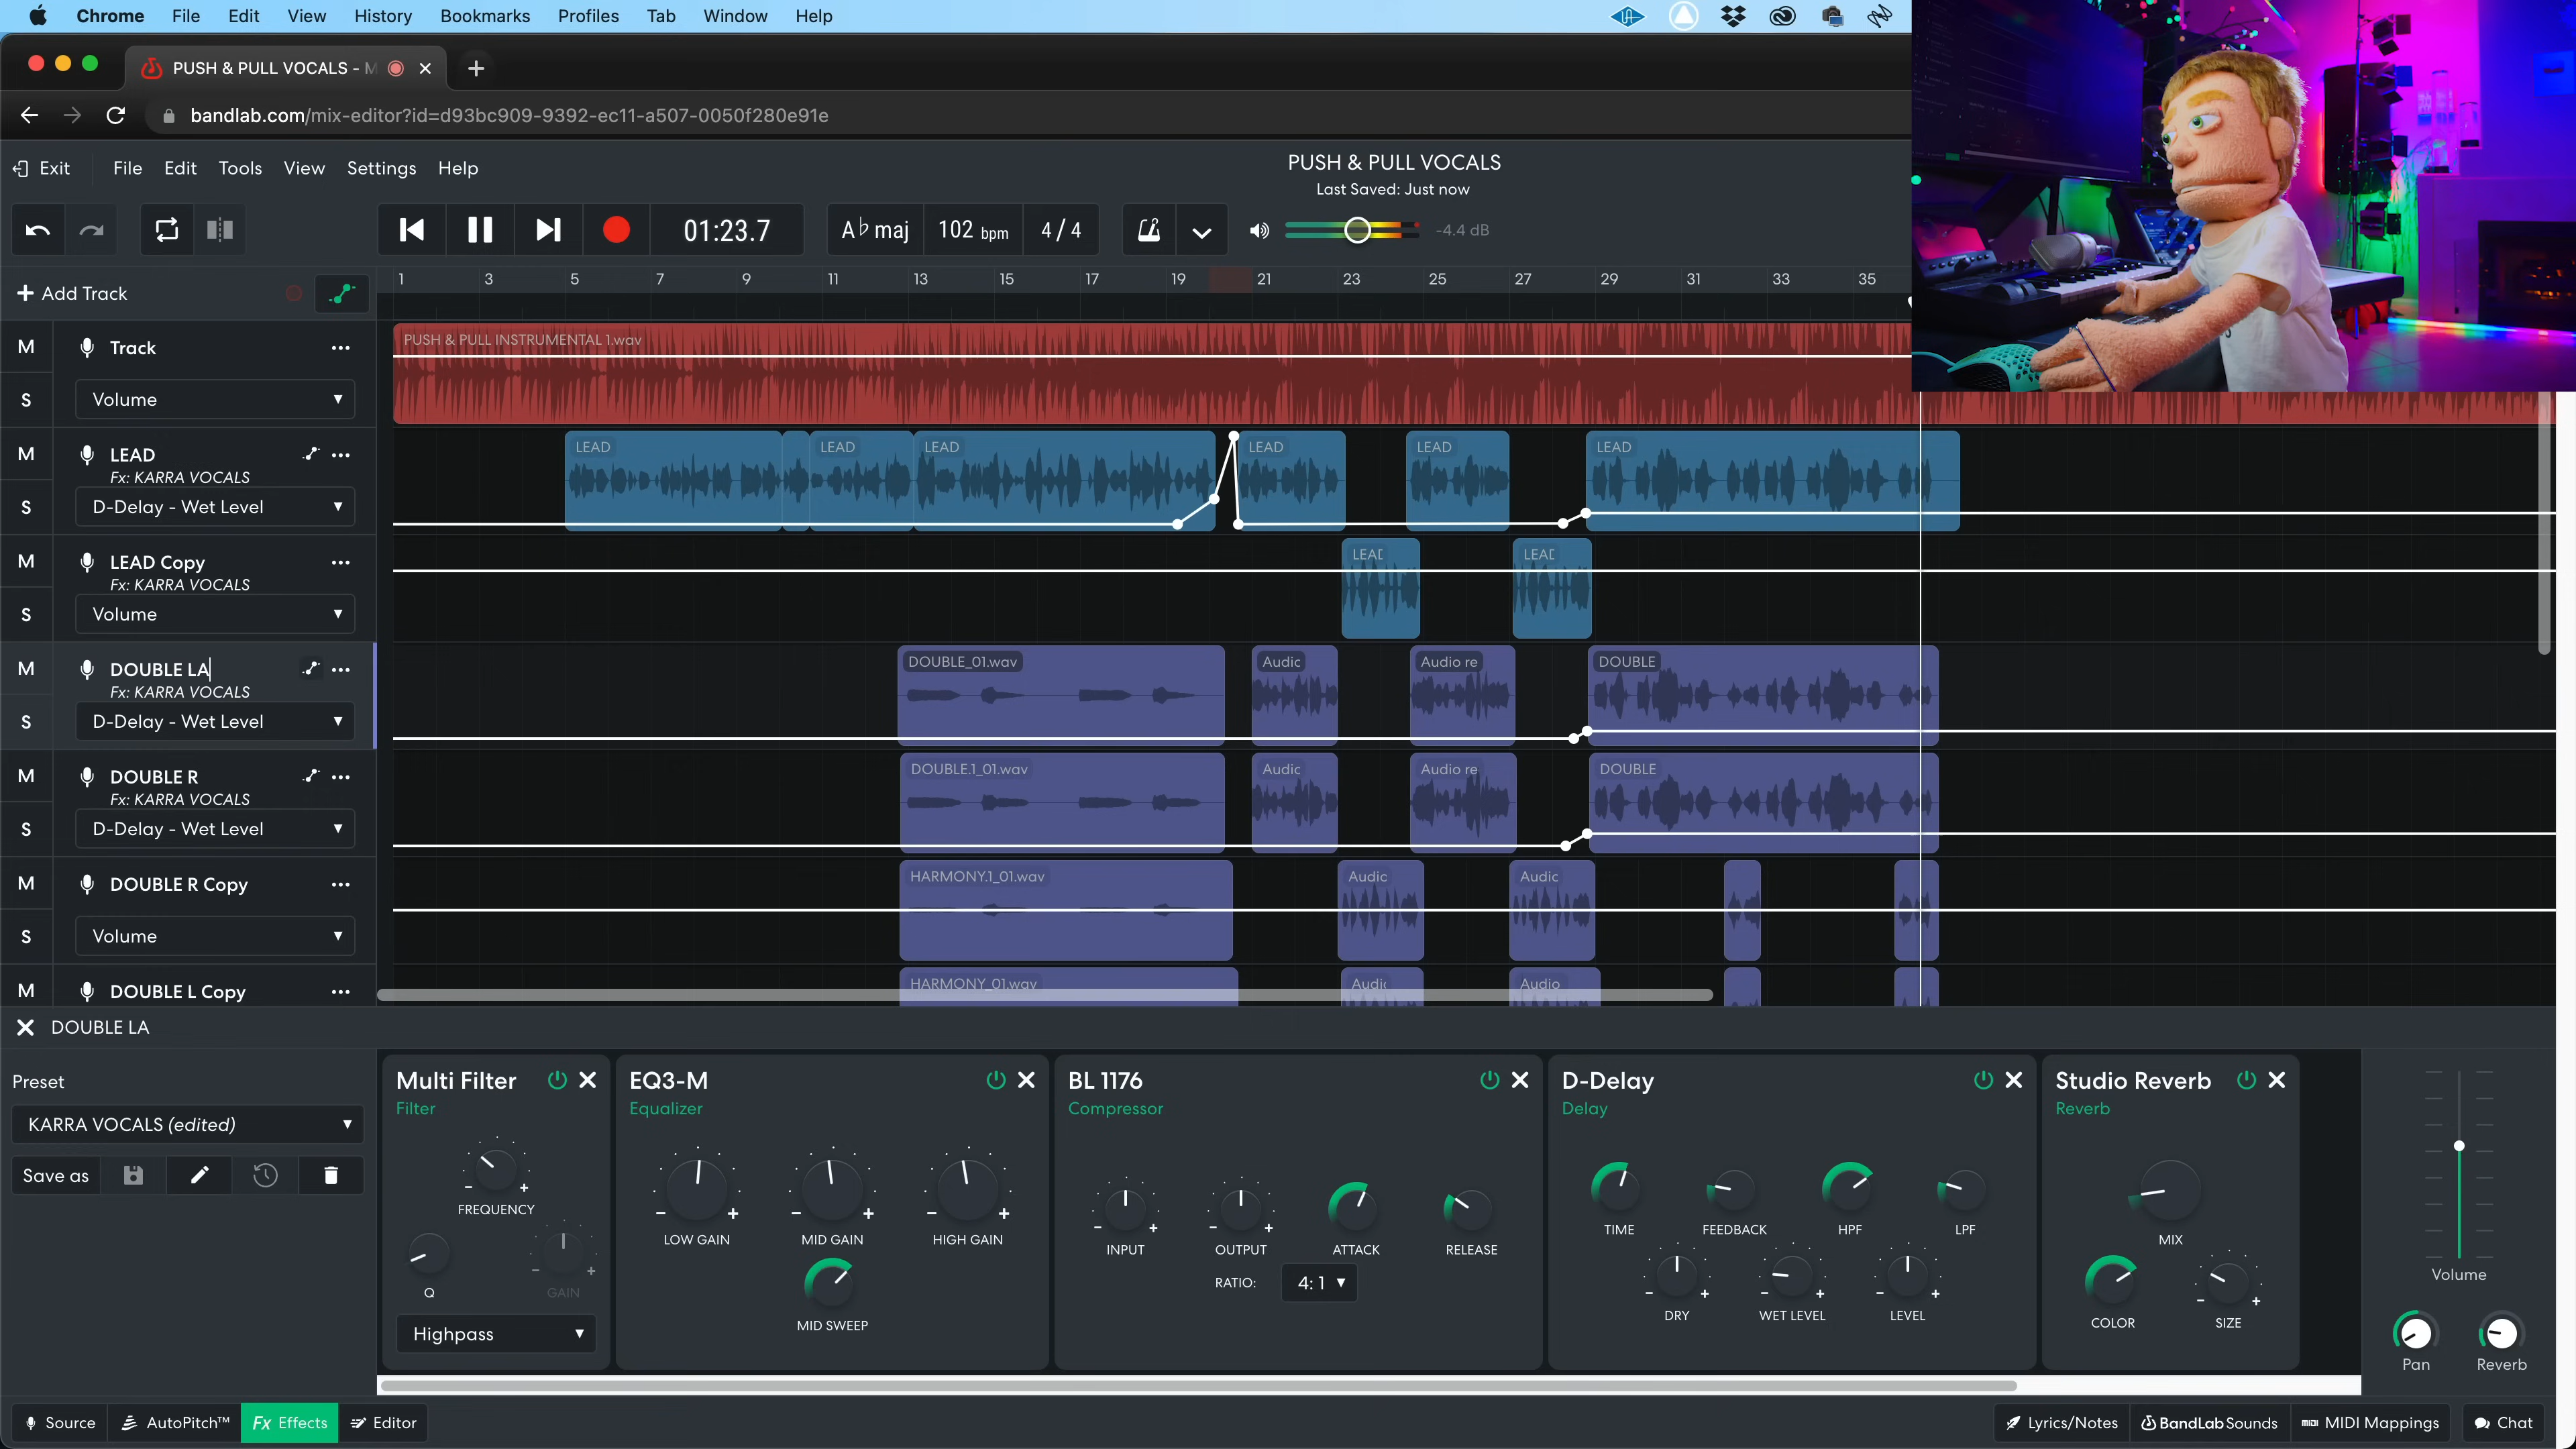 Chrome File Edit View History Bookmarks Profiles Tab Window Help
PUSH & PULL VOCALS - M
bandlab.com/mix-editor?id=d93bc909-9392-ec11-a507-0050f280e91e
Exit File Edit Tools View Settings Help
PUSH & PULL VOCALS
Last Saved: Just now
01:23.7 A♭ maj 102 bpm 4/4 -4.4 dB
+ Add Track
1 3 5 7 9 11 13 15 17 19 21 23 25 27 29 31 33 35
M Track
PUSH & PULL INSTRUMENTAL 1.wav
S Volume
M LEAD
Fx: KARRA VOCALS
S D-Delay - Wet Level
LEAD LEAD LEAD LEAD LEAD LEAD
M LEAD Copy
Fx: KARRA VOCALS
S Volume
LEAD LEAD
M DOUBLE LA
Fx: KARRA VOCALS
S D-Delay - Wet Level
DOUBLE_01.wav Audic Audio re DOUBLE
M DOUBLE R
Fx: KARRA VOCALS
S D-Delay - Wet Level
DOUBLE.1_01.wav Audic Audio re DOUBLE
M DOUBLE R Copy
S Volume
HARMONY.1_01.wav Audic Audic
M DOUBLE L Copy
HARMONY_01.wav Audic Audio
DOUBLE LA
Preset
KARRA VOCALS (edited)
Save as
Multi Filter
Filter
FREQUENCY
Q GAIN
Highpass
EQ3-M
Equalizer
LOW GAIN MID GAIN HIGH GAIN
MID SWEEP
BL 1176
Compressor
INPUT OUTPUT ATTACK RELEASE
RATIO: 4:1
D-Delay
Delay
TIME FEEDBACK HPF LPF
DRY WET LEVEL LEVEL
Studio Reverb
Reverb
MIX
COLOR SIZE
Volume
Pan Reverb
Source AutoPitch™ Fx Effects Editor
Lyrics/Notes BandLab Sounds MIDI MIDI Mappings Chat